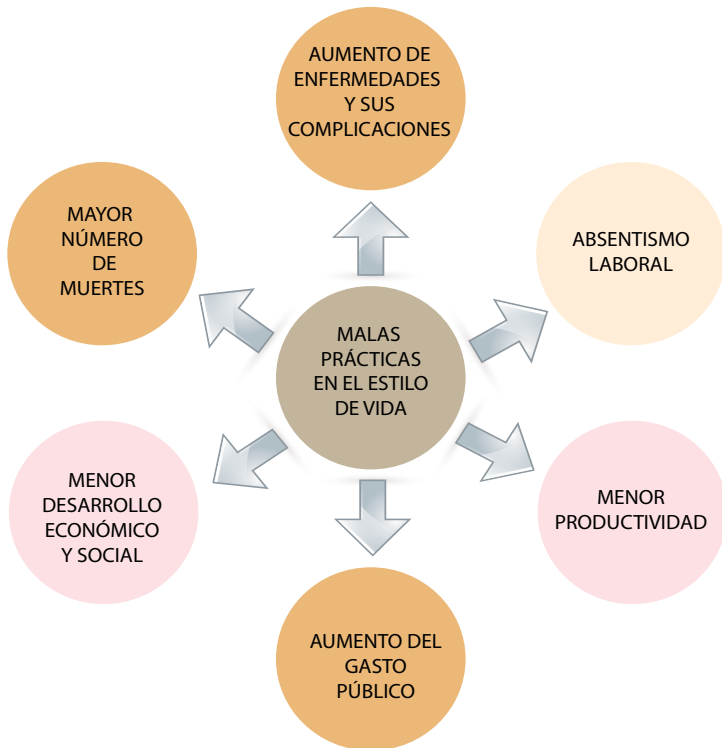 AUMENTO DE
ENFERMEDADES
Y SUS
COMPLICACIONES
MAYOR
NÚMERO
DE
MUERTES
ABSENTISMO
LABORAL
MALAS
PRÁCTICAS
EN EL ESTILO
DE VIDA
MENOR
DESARROLLO
ECONÓMICO
Y SOCIAL
MENOR
PRODUCTIVIDAD
AUMENTO DEL
GASTO
PÚBLICO